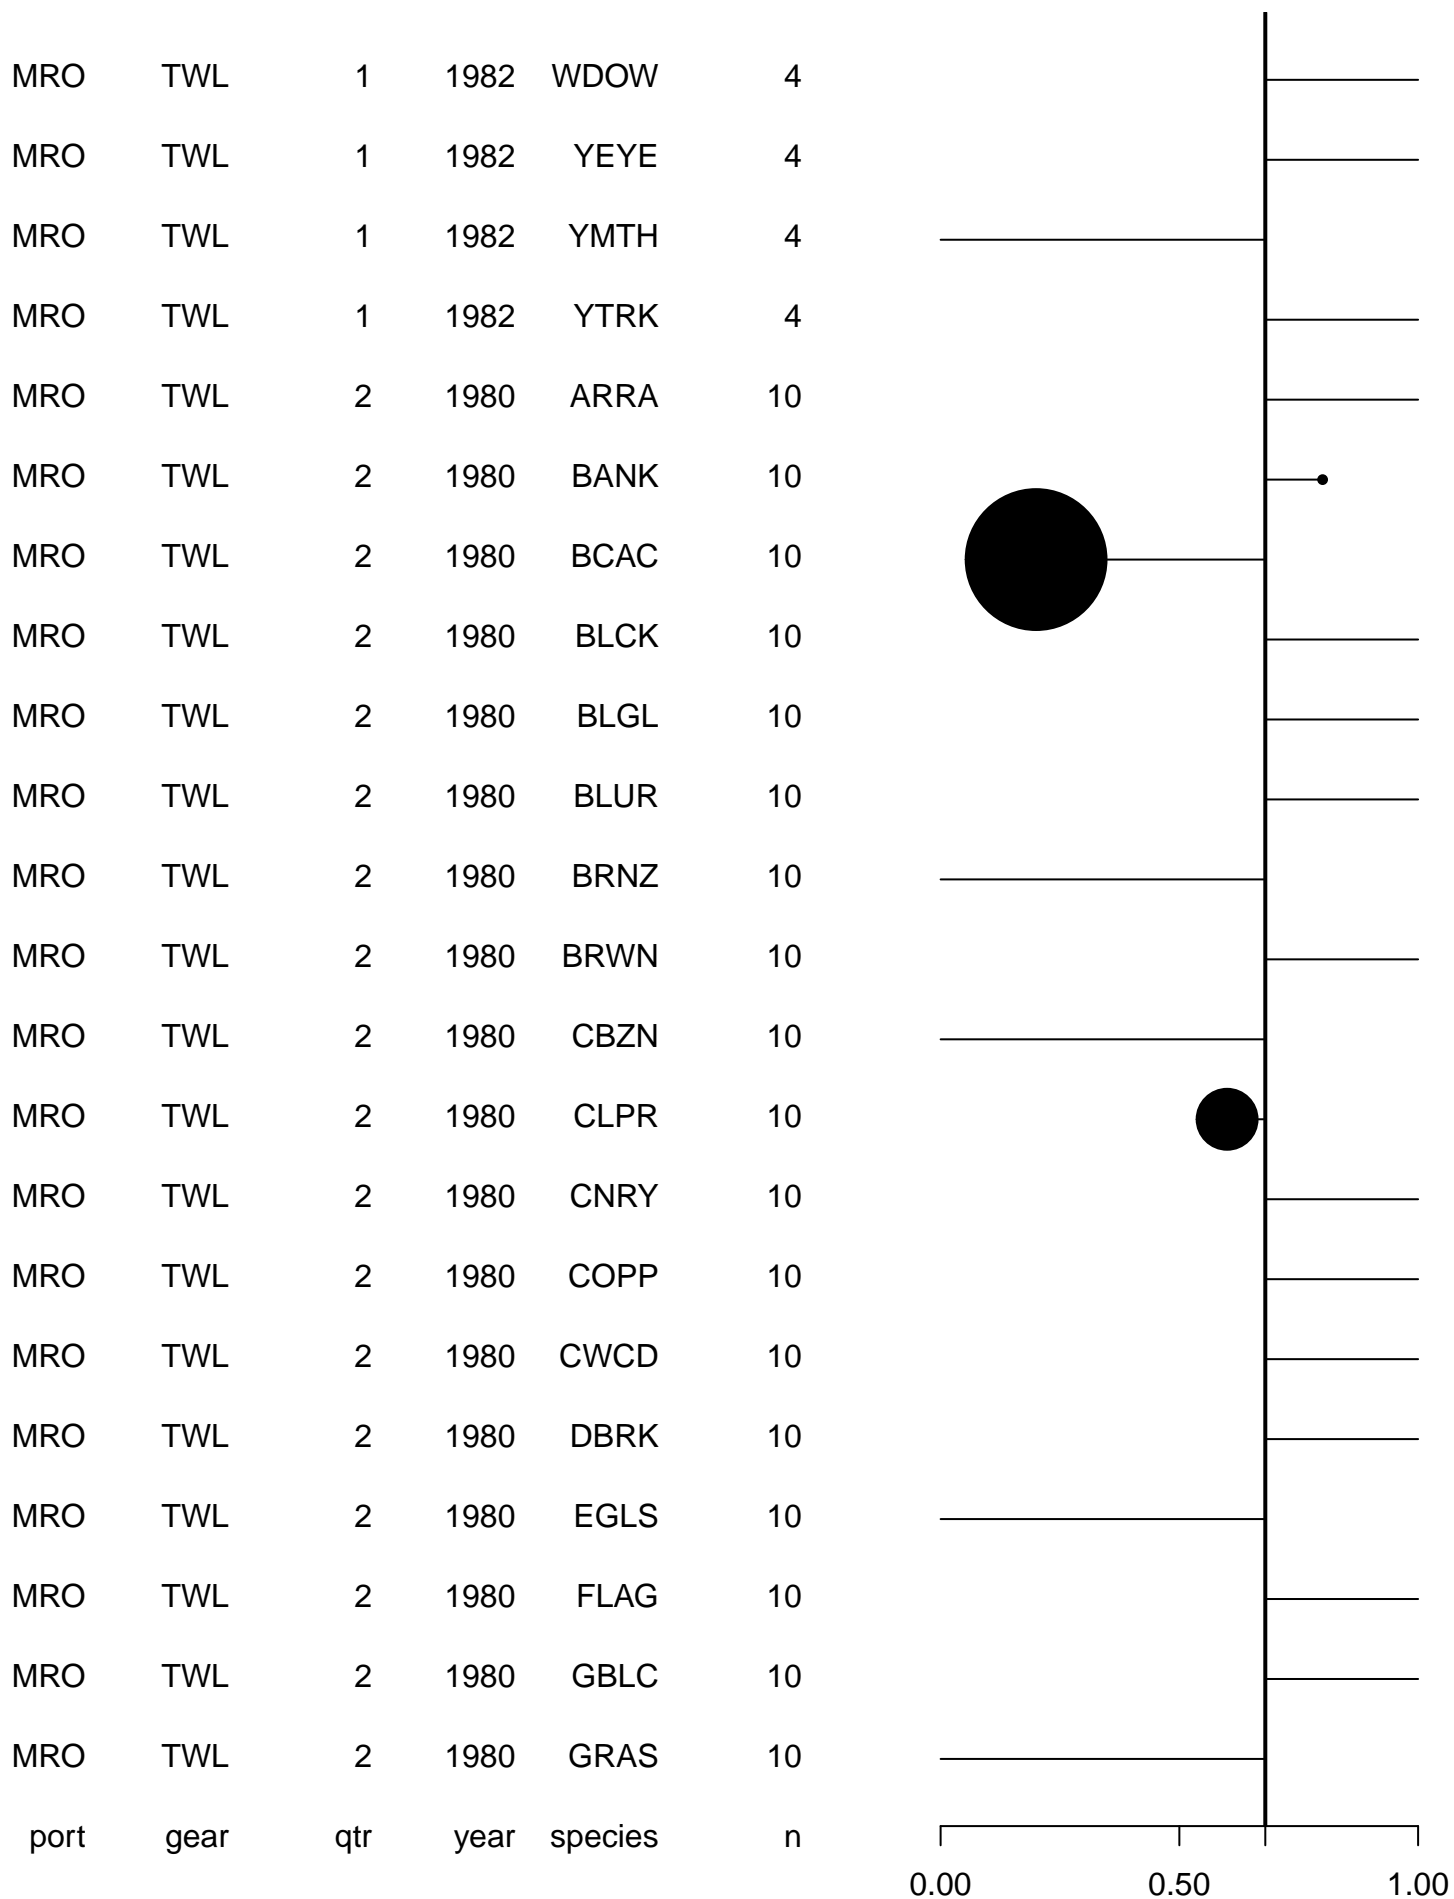 MRO TWL 1 1982 WDOW 4
MRO TWL 1 1982 YEYE 4
MRO TWL 1 1982 YMTH 4
MRO TWL 1 1982 YTRK 4
MRO TWL 2 1980 ARRA 10
MRO TWL 2 1980 BANK 10
MRO TWL 2 1980 BCAC 10
MRO TWL 2 1980 BLCK 10
MRO TWL 2 1980 BLGL 10
MRO TWL 2 1980 BLUR 10
MRO TWL 2 1980 BRNZ 10
MRO TWL 2 1980 BRWN 10
MRO TWL 2 1980 CBZN 10
MRO TWL 2 1980 CLPR 10
MRO TWL 2 1980 CNRY 10
MRO TWL 2 1980 COPP 10
MRO TWL 2 1980 CWCD 10
MRO TWL 2 1980 DBRK 10
MRO TWL 2 1980 EGLS 10
MRO TWL 2 1980 FLAG 10
MRO TWL 2 1980 GBLC 10
MRO TWL 2 1980 GRAS 10
port gear qtr year species n
0.00 0.50 1.00